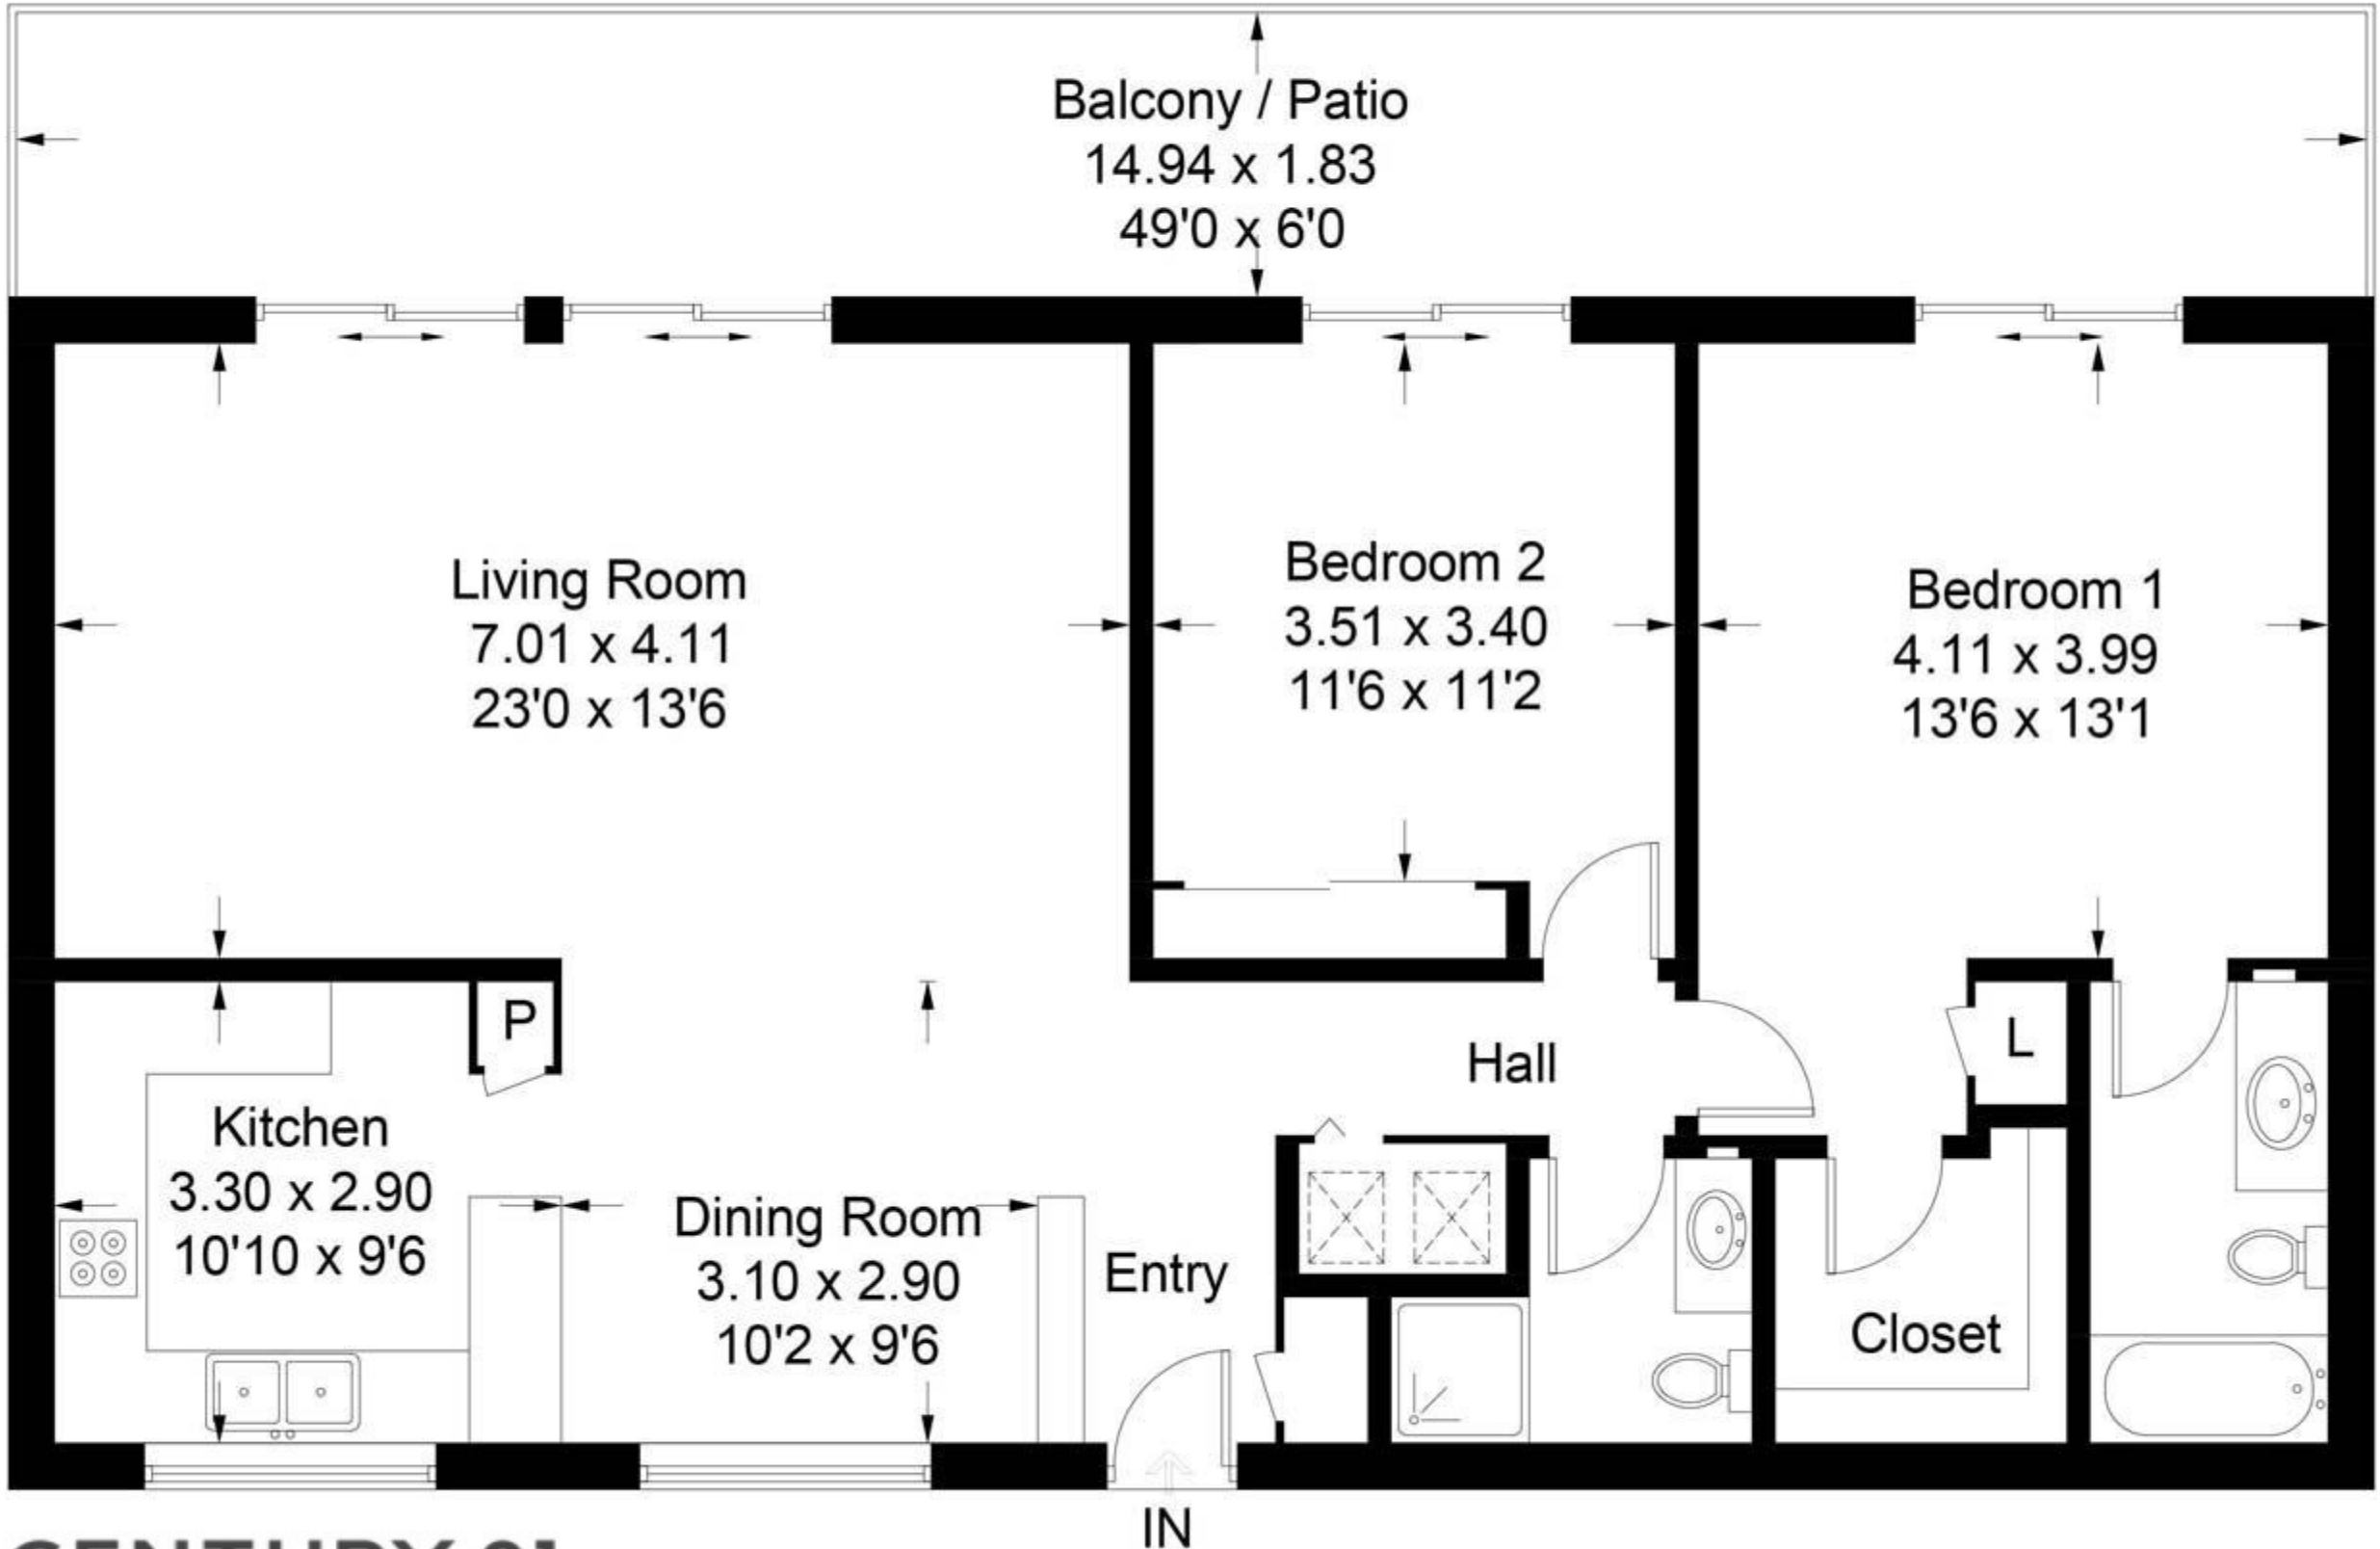 Balcony / Patio
14.94 x 1.83
49'0 x 6'0
Living Room
7.01 x 4.11
23'0 x 13'6
Bedroom 2
3.51 x 3.40
11'6 x 11'2
Bedroom 1
4.11 x 3.99
13'6 x 13'1
P
Hall
L
Kitchen
3.30 x 2.90
10'10 x 9'6
Dining Room
3.10 x 2.90
10'2 x 9'6
Entry
Closet
IN
CENTURY 21